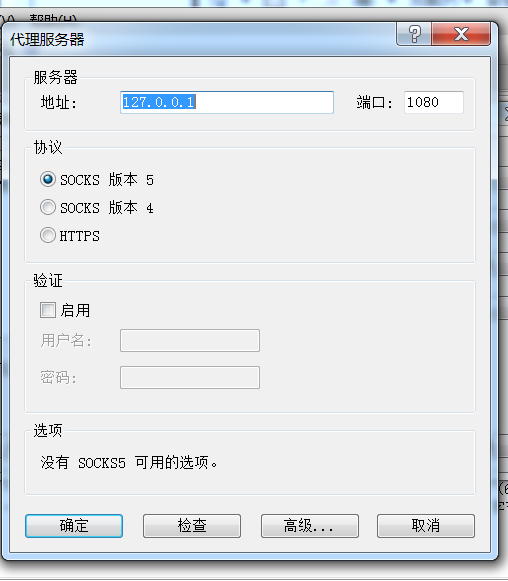 帮助(H)
代理服务器
服务器
地址: 127.0.0.1 端口: 1080
协议
SOCKS 版本 5
SOCKS 版本 4
HTTPS
验证
启用
用户名:
密码:
选项
没有 SOCKS5 可用的选项。
确定 检查 高级... 取消